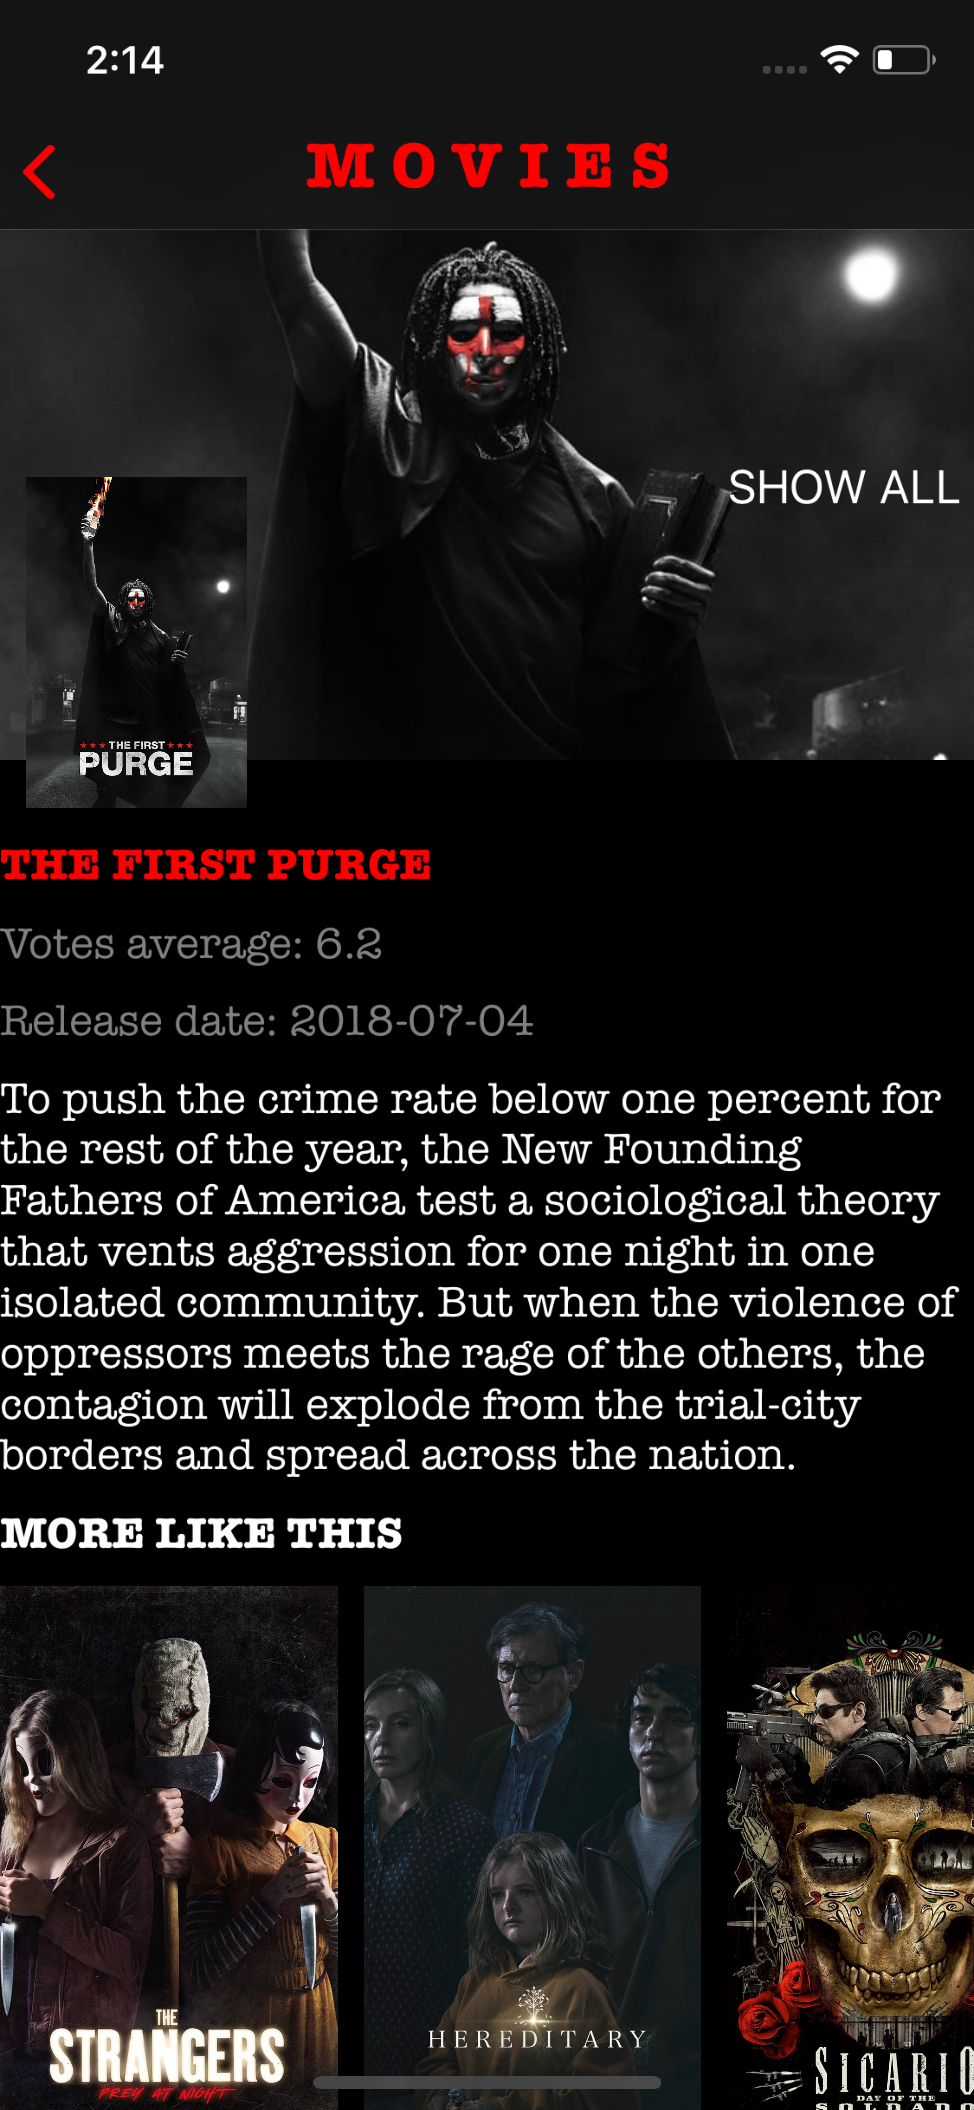 2:14
MOVIES
SHOW ALL
THE FIRST
PURGE
THE FIRST PURGE
Votes average: 6.2
Release date: 2018-07-04
To push the crime rate below one percent for
the rest of the year, the New Founding
Fathers of America test a sociological theory
that vents aggression for one night in one
isolated community. But when the violence of
oppressors meets the rage of the others, the
contagion will explode from the trial-city
borders and spread across the nation.
MORE LIKE THIS
THE
STRANGERS
PREY AT NIGHT
HEREDITARY
SICARIO
DAY OF THE
SOLDADO